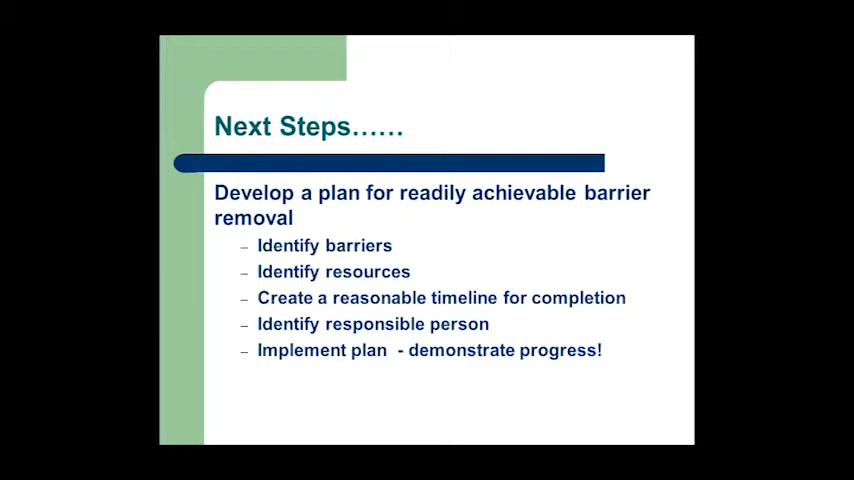 Next Steps……
Develop a plan for readily achievable barrier
removal
– Identify barriers
– Identify resources
– Create a reasonable timeline for completion
– Identify responsible person
– Implement plan - demonstrate progress!